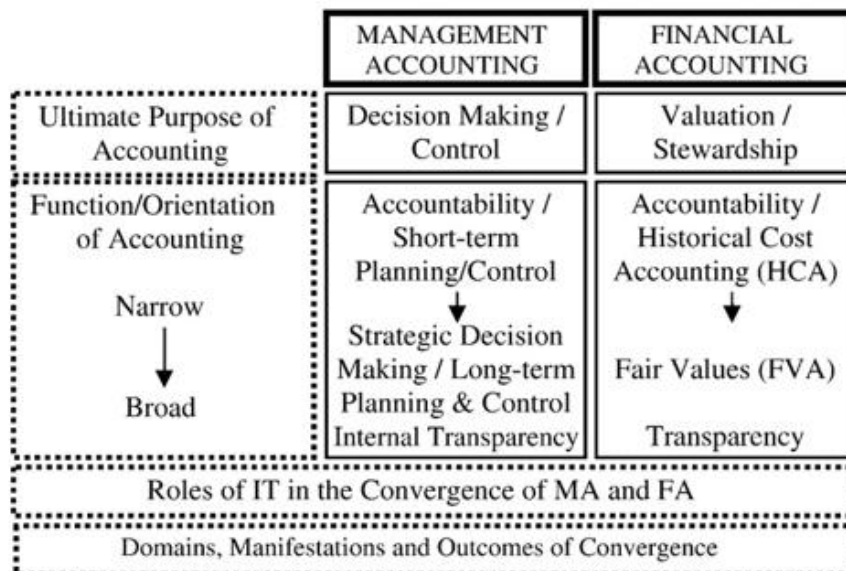 MANAGEMENT
ACCOUNTING
FINANCIAL
ACCOUNTING
Ultimate Purpose of
Accounting
Decision Making /
Control
Valuation /
Stewardship
Function/Orientation
of Accounting
Narrow
Broad
Accountability /
Short-term
Planning/Control
Strategic Decision
Making / Long-term
Planning & Control
Internal Transparency
Accountability /
Historical Cost
Accounting (HCA)
Fair Values (FVA)
Transparency
Roles of IT in the Convergence of MA and FA
Domains, Manifestations and Outcomes of Convergence